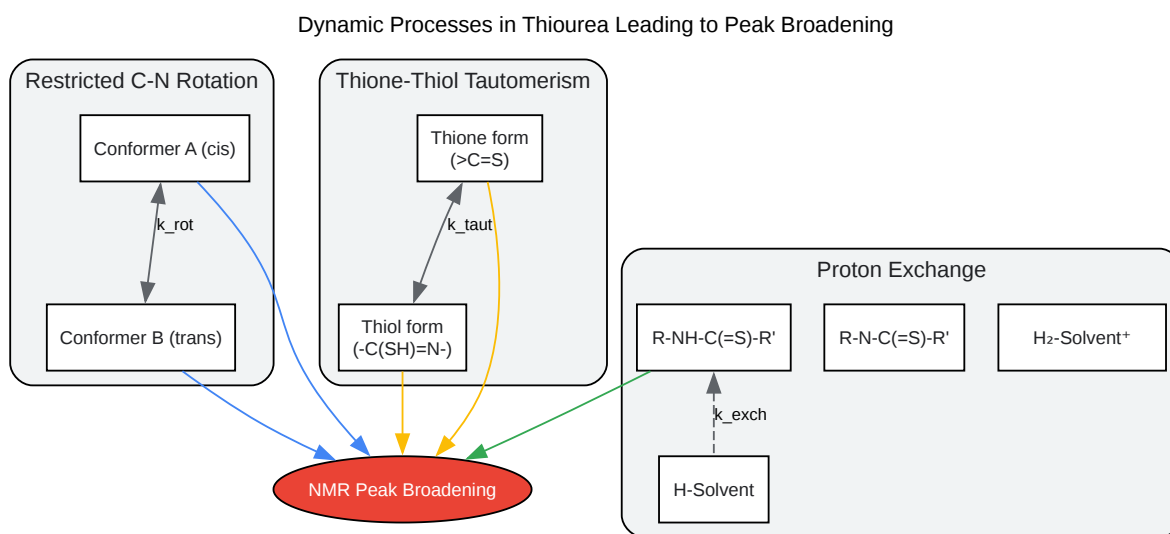 Dynamic Processes in Thiourea Leading to Peak Broadening
Restricted C-N Rotation
Conformer A (cis)
k_rot
Conformer B (trans)
Thione-Thiol Tautomerism
Thione form
(>C=S)
k_taut
Thiol form
(-C(SH)=N-)
Proton Exchange
R-NH-C(=S)-R'
R-N-C(=S)-R'
H₂-Solvent⁺
k_exch
H-Solvent
NMR Peak Broadening